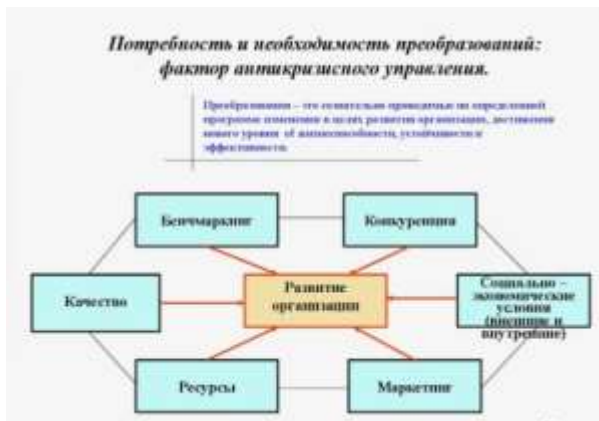 Потребность и необходимость преобразований:
фактор антикризисного управления.
Преобразования – это сознательно проводимые по определенной
программе изменения в целях развития организации, достижения
нового уровня её жизнеспособности, устойчивости и
эффективности.
Бенчмаркинг
Конкуренция
Качество
Развитие
организации
Социально –
экономические
условия
(внешние и
внутренние)
Ресурсы
Маркетинг